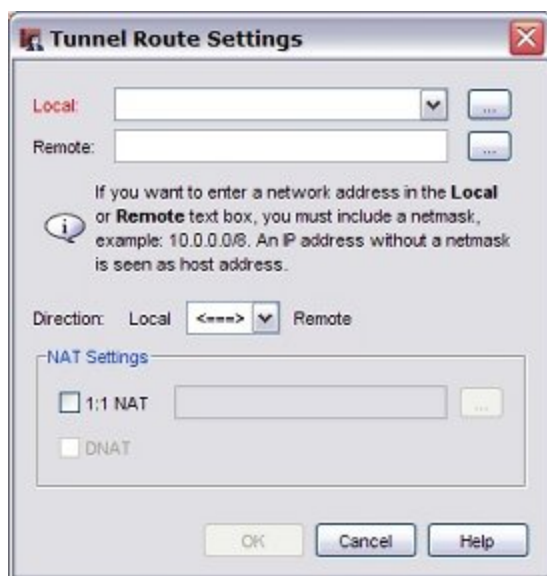 Tunnel Route Settings
Local:
...
Remote:
...
If you want to enter a network address in the Local
or Remote text box, you must include a netmask,
example: 10.0.0.0/8. An IP address without a netmask
is seen as host address.
Direction: Local <===> Remote
NAT Settings
1:1 NAT ...
DNAT
OK Cancel Help